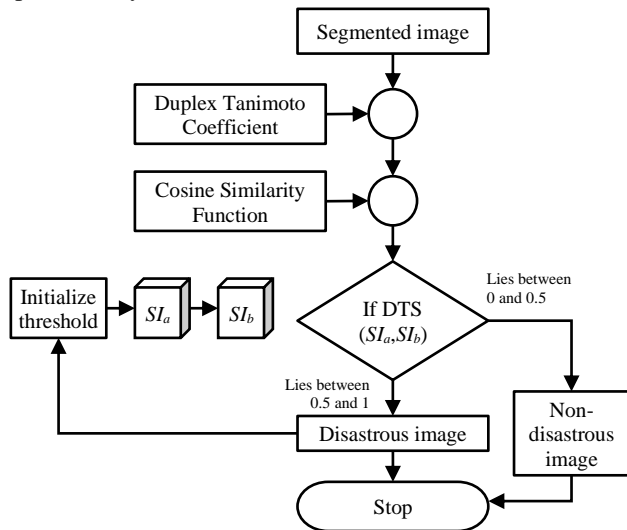 Segmented image
Duplex Tanimoto
Coefficient
Cosine Similarity
Function
Initialize
threshold
SIa
SIb
If DTS
(SIa,SIb)
Lies between
0 and 0.5
Lies between
0.5 and 1
Disastrous image
Non-
disastrous
image
Stop